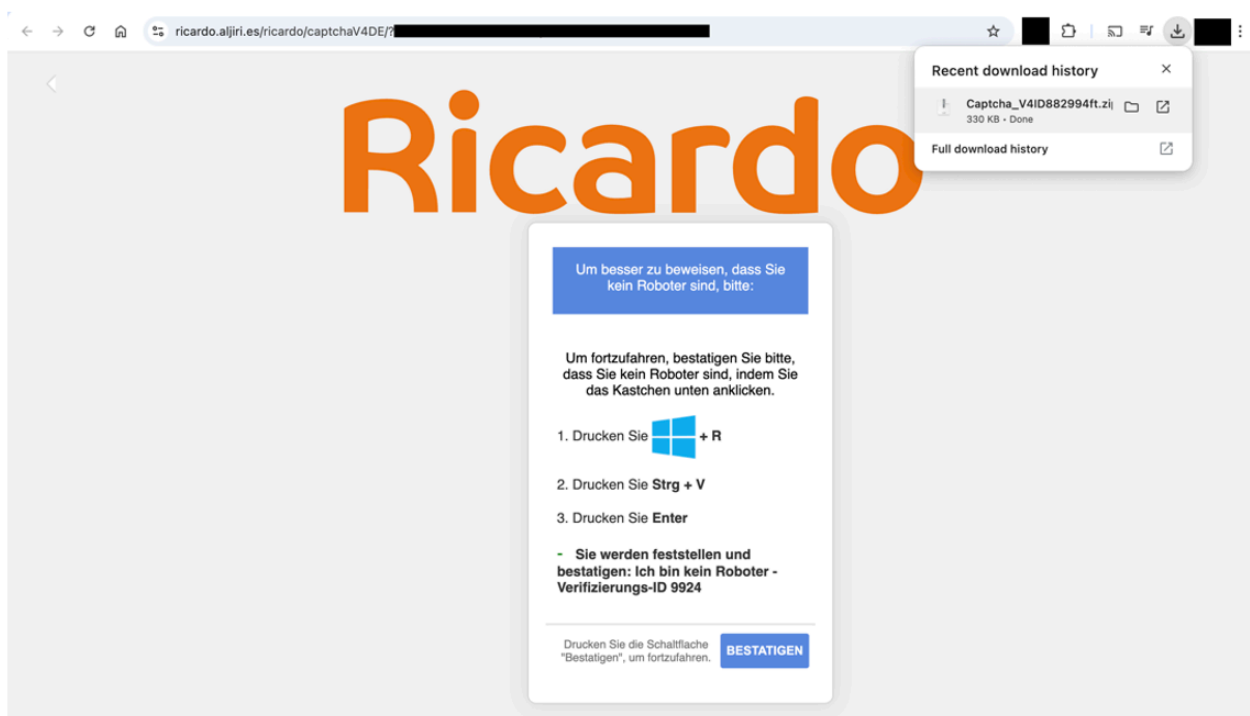 ricardo.aljiri.es/ricardo/captchaV4DE/?
Recent download history
Captcha_V4ID882994ft.zi
330 KB • Done
Full download history
Ricardo
Um besser zu beweisen, dass Sie
kein Roboter sind, bitte:
Um fortzufahren, bestatigen Sie bitte,
dass Sie kein Roboter sind, indem Sie
das Kastchen unten anklicken.
1. Drucken Sie + R
2. Drucken Sie Strg + V
3. Drucken Sie Enter
- Sie werden feststellen und
bestatigen: Ich bin kein Roboter -
Verifizierungs-ID 9924
Drucken Sie die Schaltflache
"Bestatigen", um fortzufahren.
BESTATIGEN